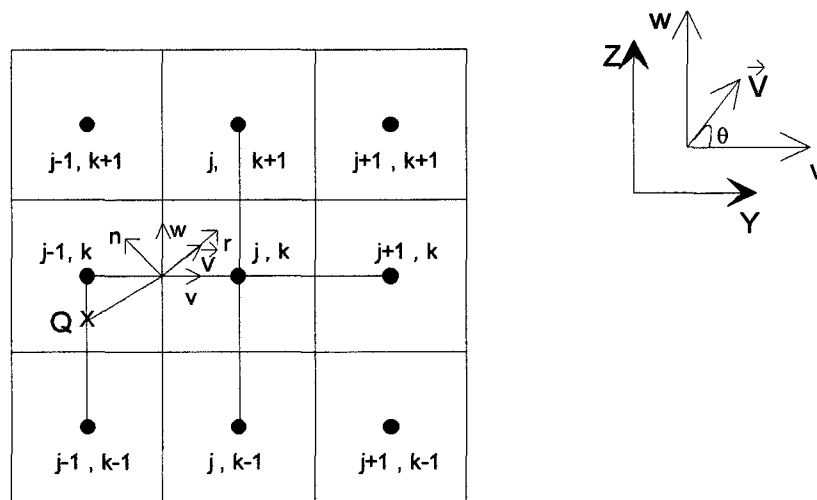 w
Z
V
θ
v
Y
j-1, k+1
j, k+1
j+1 , k+1
n
w
r
j-1, k
V
j, k
j+1 , k
v
Q
j-1 , k-1
j , k-1
j+1 , k-1